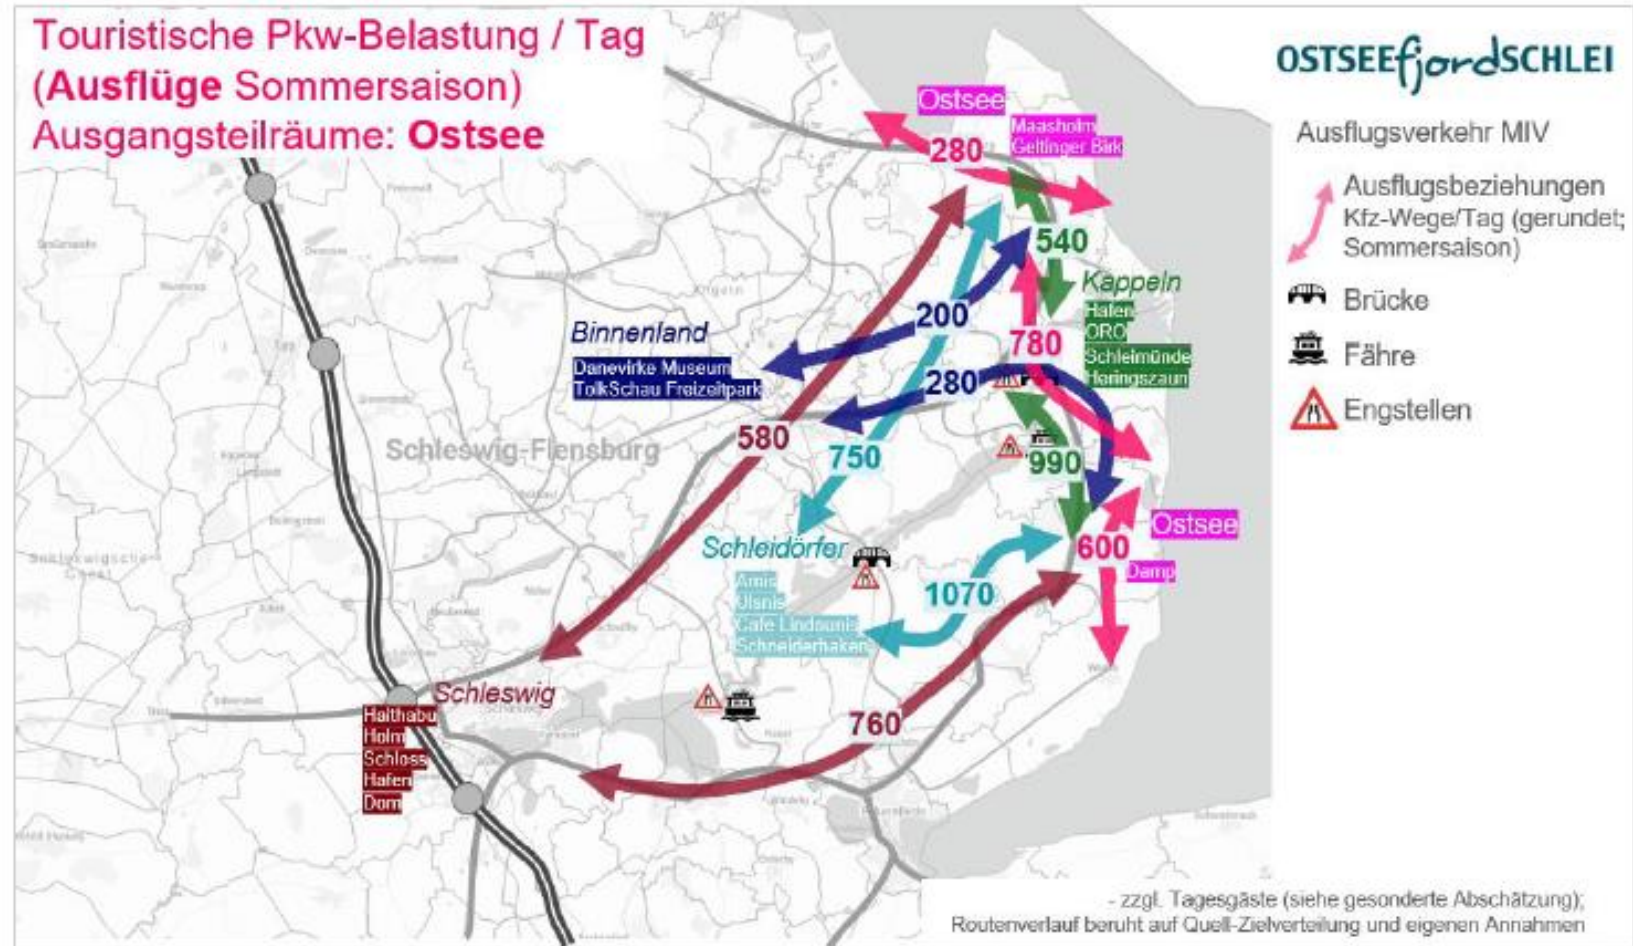 Touristische Pkw-Belastung / Tag
(Ausflüge Sommersaison)
Ausgangsteilräume: Ostsee
OSTSEEfjordSCHLEI
Ausflugsverkehr MIV
Ausflugsbeziehungen
Kfz-Wege/Tag (gerundet;
Sommersaison)
Brücke
Fähre
Engstellen
Ostsee
Maasholm
Geltinger Birk
280
540
Kappeln
Hafen
ORO
Schleimünde
Heringszaun
200
780
Binnenland
Danevirke Museum
TolkSchau Freizeitpark
280
580
Schleswig-Flensburg
750
990
Ostsee
600
Damp
Schleidörfer
Arnis
Ulsnis
Cafe Lindaunis
Schneiderhaken
1070
Schleswig
Haithabu
Holm
Schloss
Hafen
Dom
760
- zzgl. Tagesgäste (siehe gesonderte Abschätzung);
Routenverlauf beruht auf Quell-Zielverteilung und eigenen Annahmen